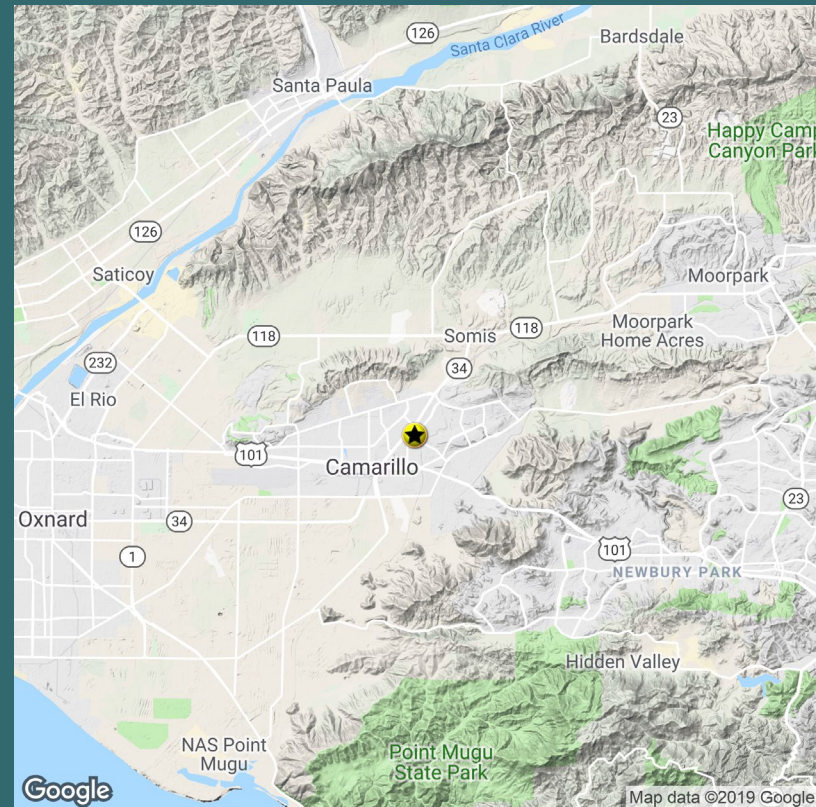 126
Santa Clara River
Bardsdale
Santa Paula
23
Happy Camp
Canyon Park
126
Saticoy
Moorpark
118
Somis
118
Moorpark
Home Acres
232
34
El Rio
101
Camarillo
Oxnard
34
23
1
101
NEWBURY PARK
Hidden Valley
NAS Point
Mugu
Point Mugu
State Park
Google
Map data ©2019 Google